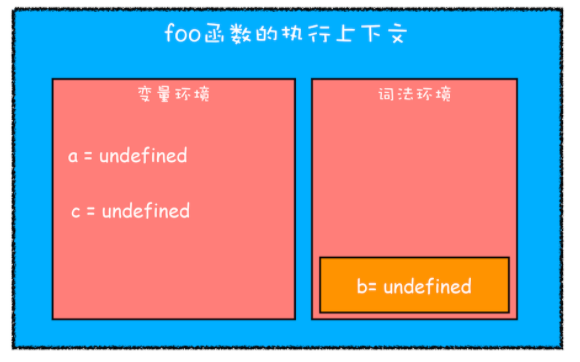 foo函数的执行上下文
变量环境
a = undefined
c = undefined
词法环境
b= undefined